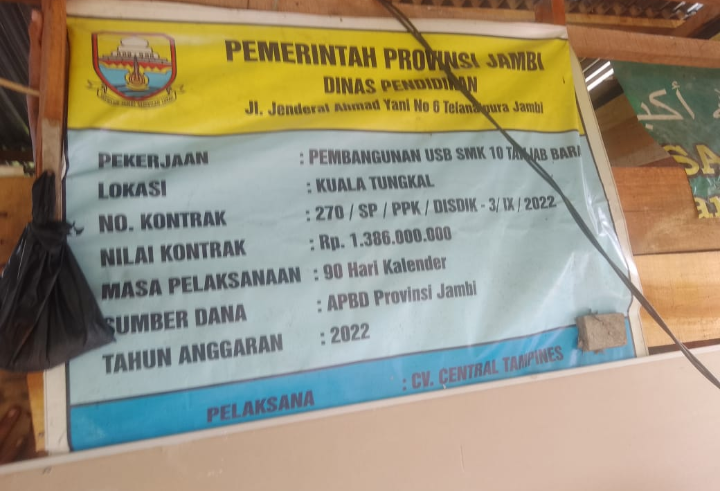 PEMERINTAH PROVINSI JAMBI
DINAS PENDIDIKAN
Jl. Jenderal Ahmad Yani No 6 Telanaipura Jambi
PEKERJAAN : PEMBANGUNAN USB SMK 10 TANJAB BARA
LOKASI : KUALA TUNGKAL
NO. KONTRAK : 270 / SP / PPK / DISDIK - 3/ IX / 2022
NILAI KONTRAK : Rp. 1.386.000.000
MASA PELAKSANAAN : 90 Hari Kalender
SUMBER DANA : APBD Provinsi Jambi
TAHUN ANGGARAN : 2022
PELAKSANA : CV. CENTRAL TAMPINES